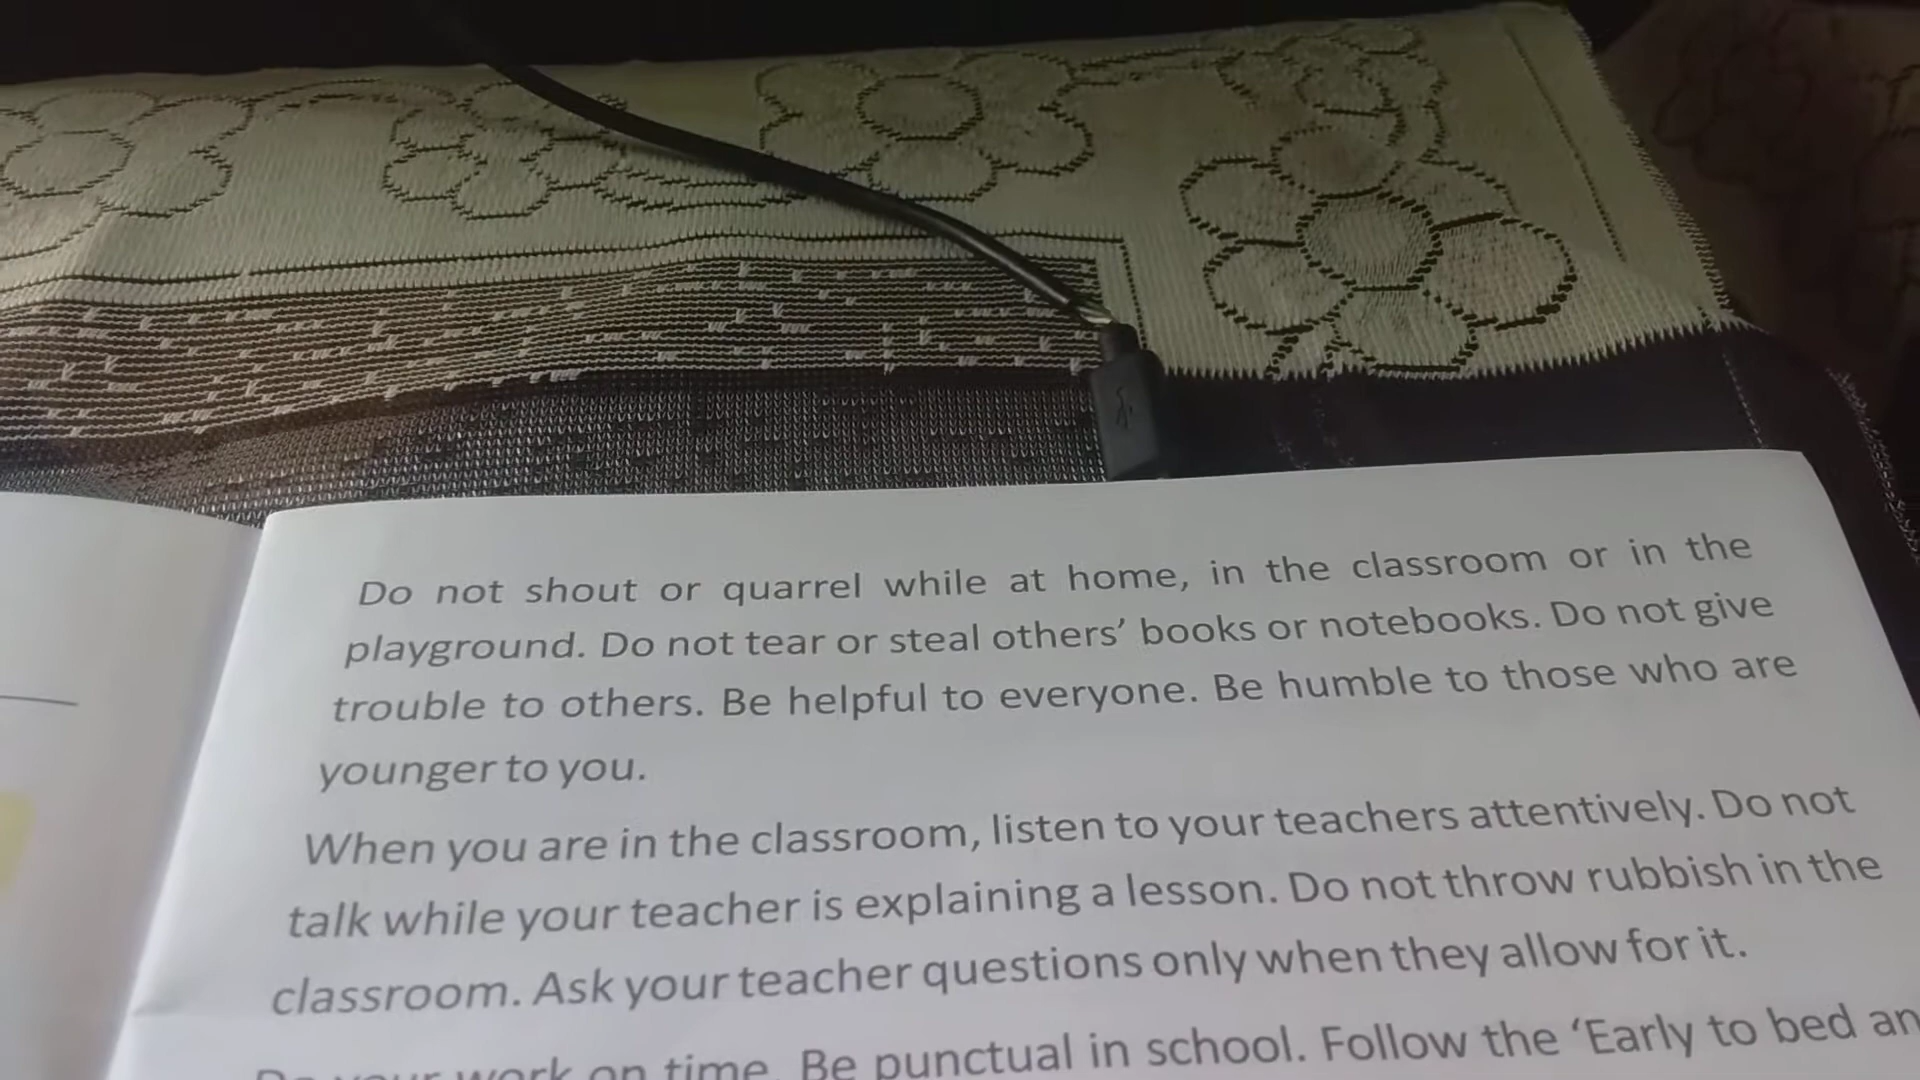 Do not shout or quarrel while at home, in the classroom or in the
playground. Do not tear or steal others’ books or notebooks. Do not give
trouble to others. Be helpful to everyone. Be humble to those who are
younger to you.
When you are in the classroom, listen to your teachers attentively. Do not
talk while your teacher is explaining a lesson. Do not throw rubbish in the
classroom. Ask your teacher questions only when they allow for it.
Do your work on time. Be punctual in school. Follow the ‘Early to bed an